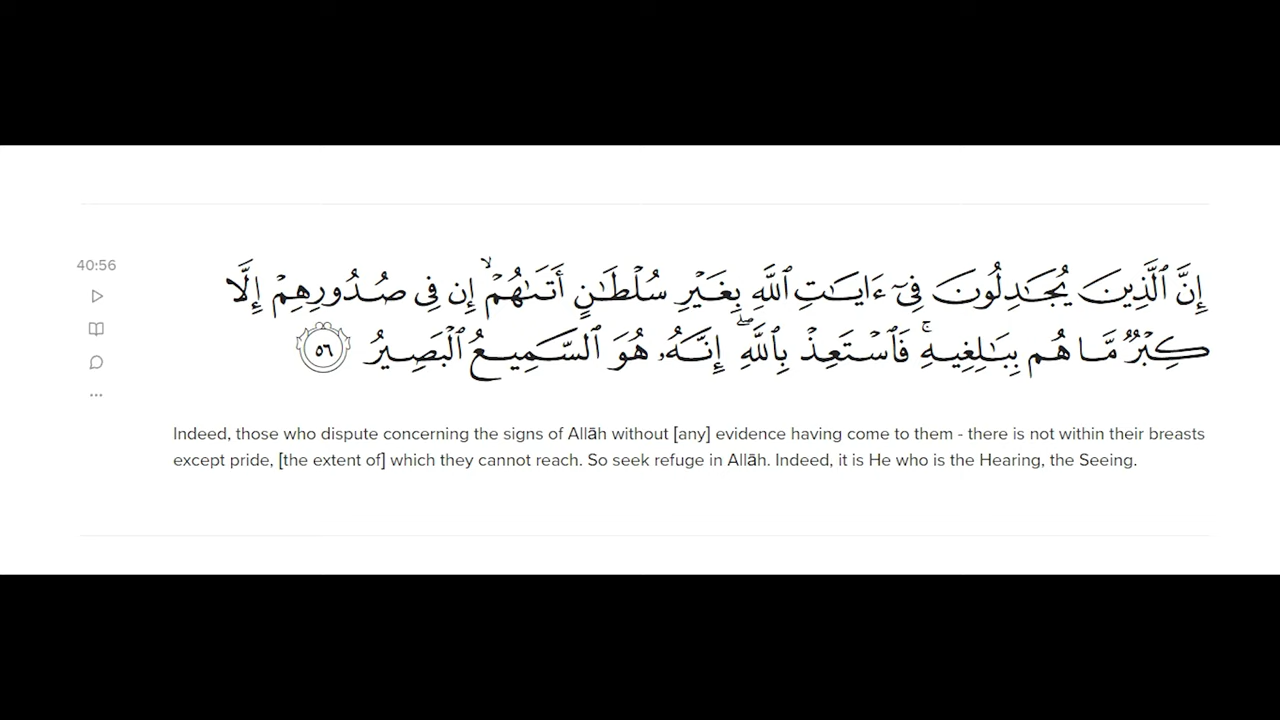 40:56
إِنَّ ٱلَّذِينَ يُجَـٰدِلُونَ فِىٓ ءَايَـٰتِ ٱللَّهِ بِغَيْرِ سُلْطَـٰنٍ أَتَىٰهُمْ ۙ إِن فِى صُدُورِهِمْ إِلَّا
كِبْرٌۭ مَّا هُم بِبَـٰلِغِيهِ ۚ فَٱسْتَعِذْ بِٱللَّهِ ۖ إِنَّهُۥ هُوَ ٱلسَّمِيعُ ٱلْبَصِيرُ ٥٦
Indeed, those who dispute concerning the signs of Allāh without [any] evidence having come to them - there is not within their breasts
except pride, [the extent of] which they cannot reach. So seek refuge in Allāh. Indeed, it is He who is the Hearing, the Seeing.